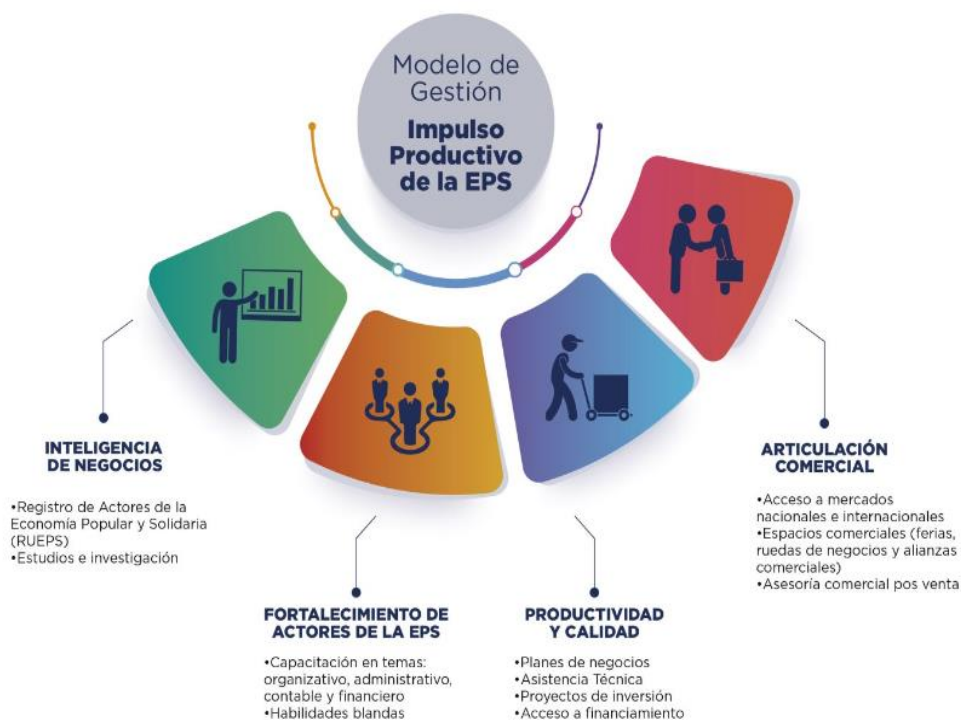 Modelo de
Gestión
Impulso
Productivo
de la EPS
INTELIGENCIA
DE NEGOCIOS
•Registro de Actores de la
Economía Popular y Solidaria
(RUEPS)
•Estudios e investigación
FORTALECIMIENTO DE
ACTORES DE LA EPS
•Capacitación en temas:
organizativo, administrativo,
contable y financiero
•Habilidades blandas
PRODUCTIVIDAD
Y CALIDAD
•Planes de negocios
•Asistencia Técnica
•Proyectos de inversión
•Acceso a financiamiento
ARTICULACIÓN
COMERCIAL
•Acceso a mercados
nacionales e internacionales
•Espacios comerciales (ferias,
ruedas de negocios y alianzas
comerciales)
•Asesoría comercial pos venta